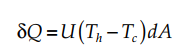 δQ = U(T_h − T_c)dA